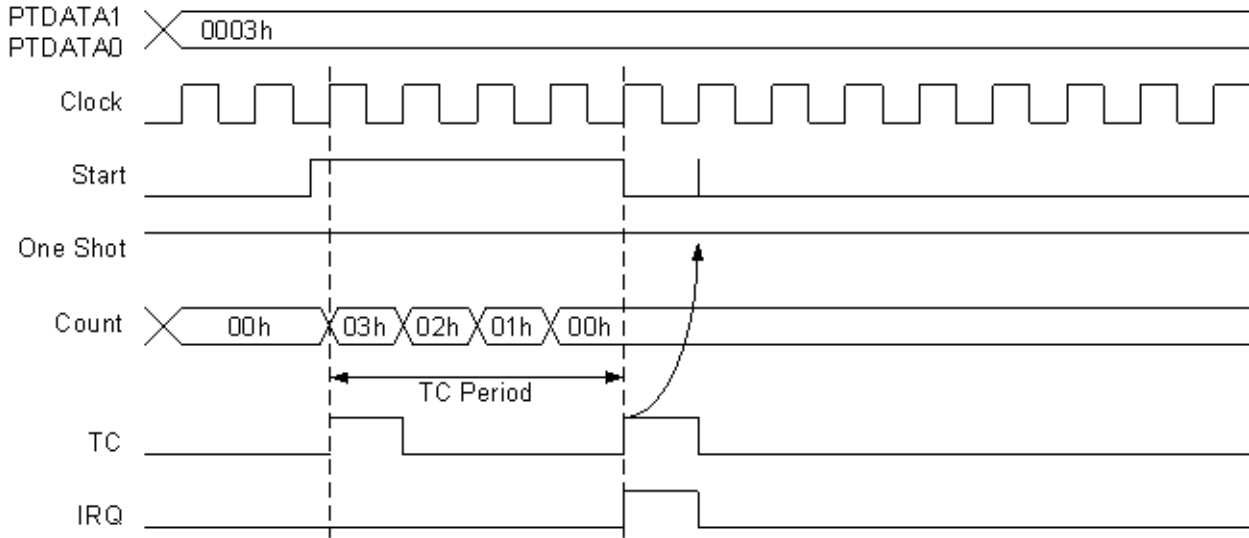 PTDATA1
PTDATA0
0003h
Clock
Start
One Shot
Count
00h
03h
02h
01h
00h
TC Period
TC
IRQ